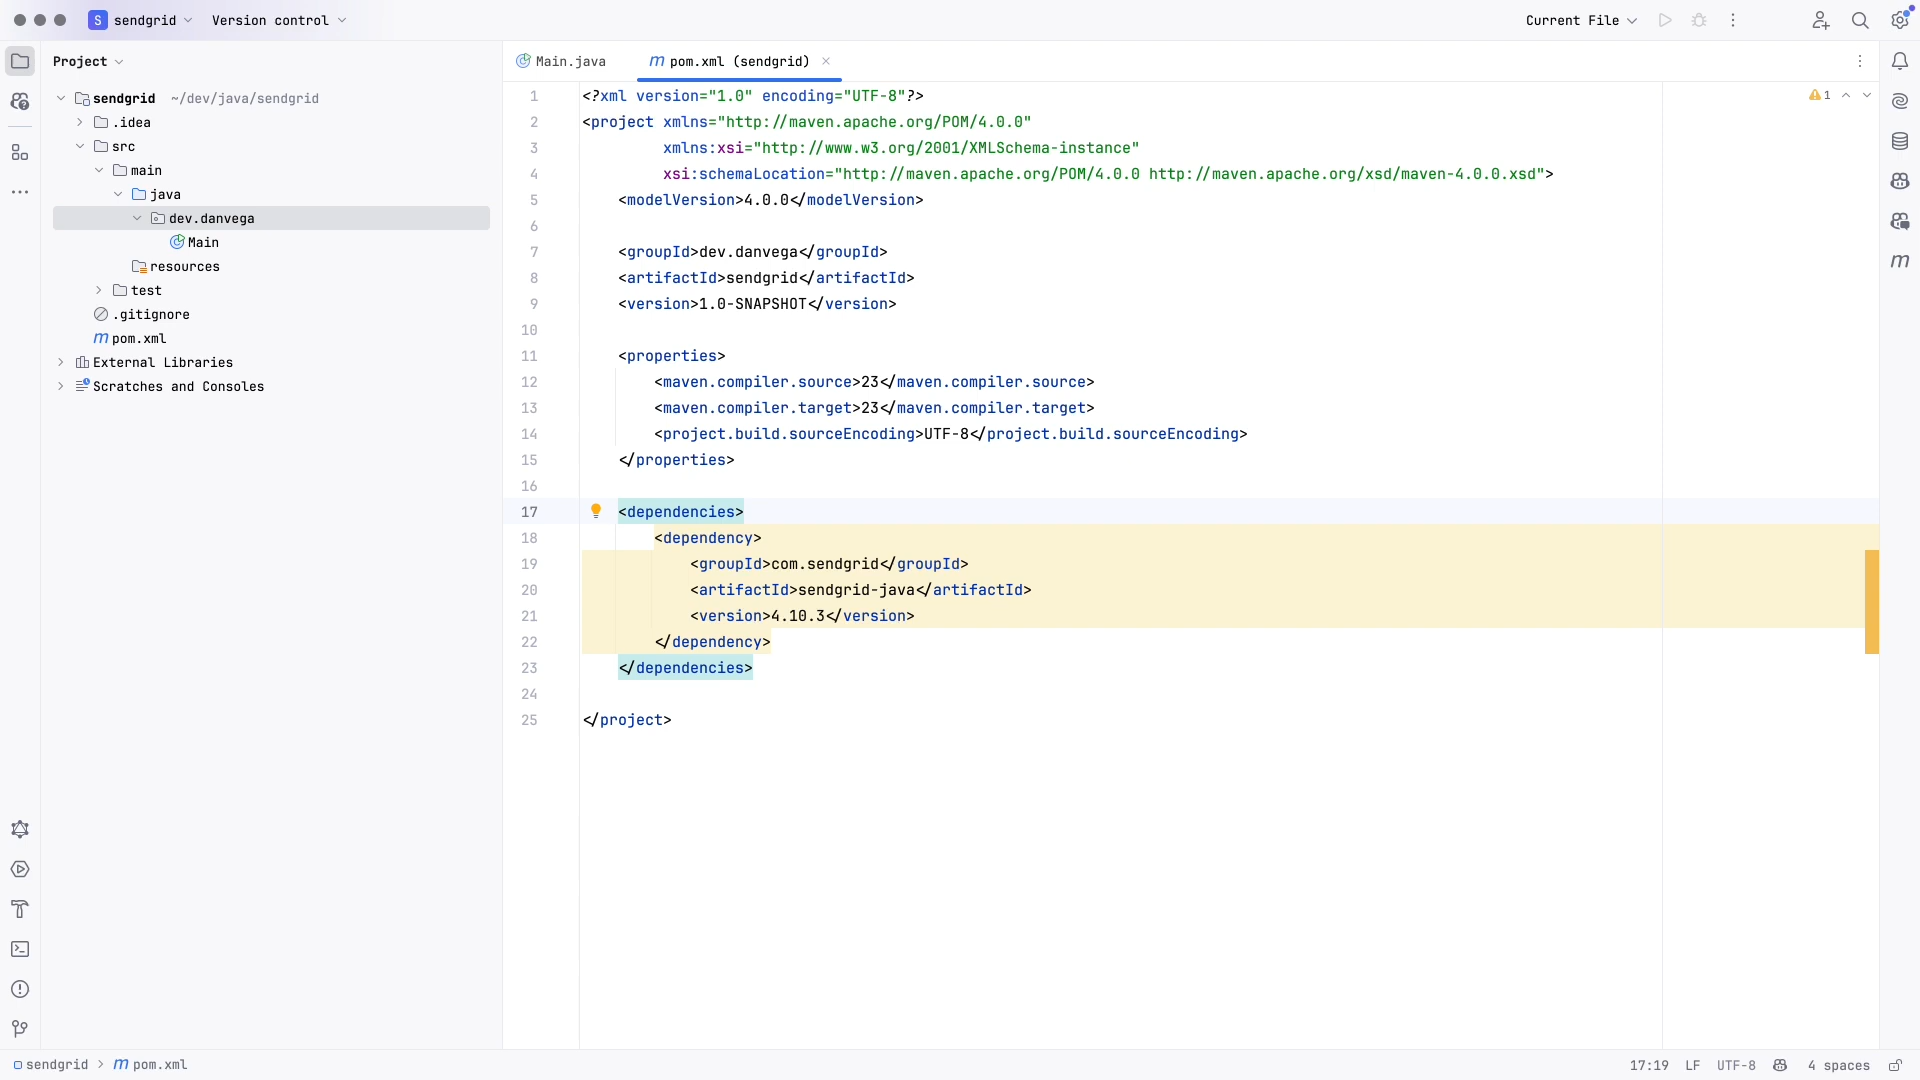 S sendgrid Version control Current File
Project
sendgrid ~/dev/java/sendgrid
.idea
src
main
java
dev.danvega
Main
resources
test
.gitignore
m pom.xml
External Libraries
Scratches and Consoles
Main.java m pom.xml (sendgrid)
1 <?xml version="1.0" encoding="UTF-8"?>
2 <project xmlns="http://maven.apache.org/POM/4.0.0"
3 xmlns:xsi="http://www.w3.org/2001/XMLSchema-instance"
4 xsi:schemaLocation="http://maven.apache.org/POM/4.0.0 http://maven.apache.org/xsd/maven-4.0.0.xsd">
5 <modelVersion>4.0.0</modelVersion>
6
7 <groupId>dev.danvega</groupId>
8 <artifactId>sendgrid</artifactId>
9 <version>1.0-SNAPSHOT</version>
10
11 <properties>
12 <maven.compiler.source>23</maven.compiler.source>
13 <maven.compiler.target>23</maven.compiler.target>
14 <project.build.sourceEncoding>UTF-8</project.build.sourceEncoding>
15 </properties>
16
17 <dependencies>
18 <dependency>
19 <groupId>com.sendgrid</groupId>
20 <artifactId>sendgrid-java</artifactId>
21 <version>4.10.3</version>
22 </dependency>
23 </dependencies>
24
25 </project>
1
m
sendgrid > m pom.xml
17:19 LF UTF-8 4 spaces